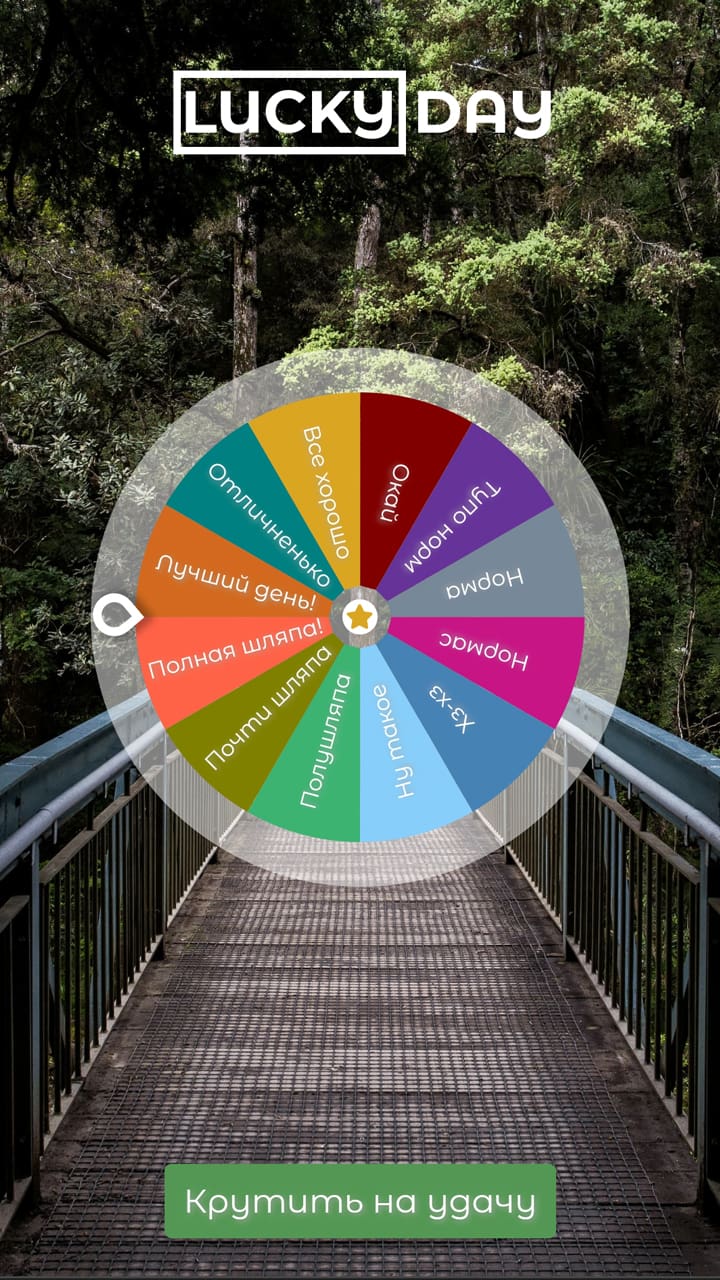 LUCKY DAY
Все хорошо
Окай
Тупо норм
Норма
Нормас
Хз-хз
Ну такое
Полушляпа
Почти шляпа
Полная шляпа!
Лучший день!
Отличненько
Крутить на удачу